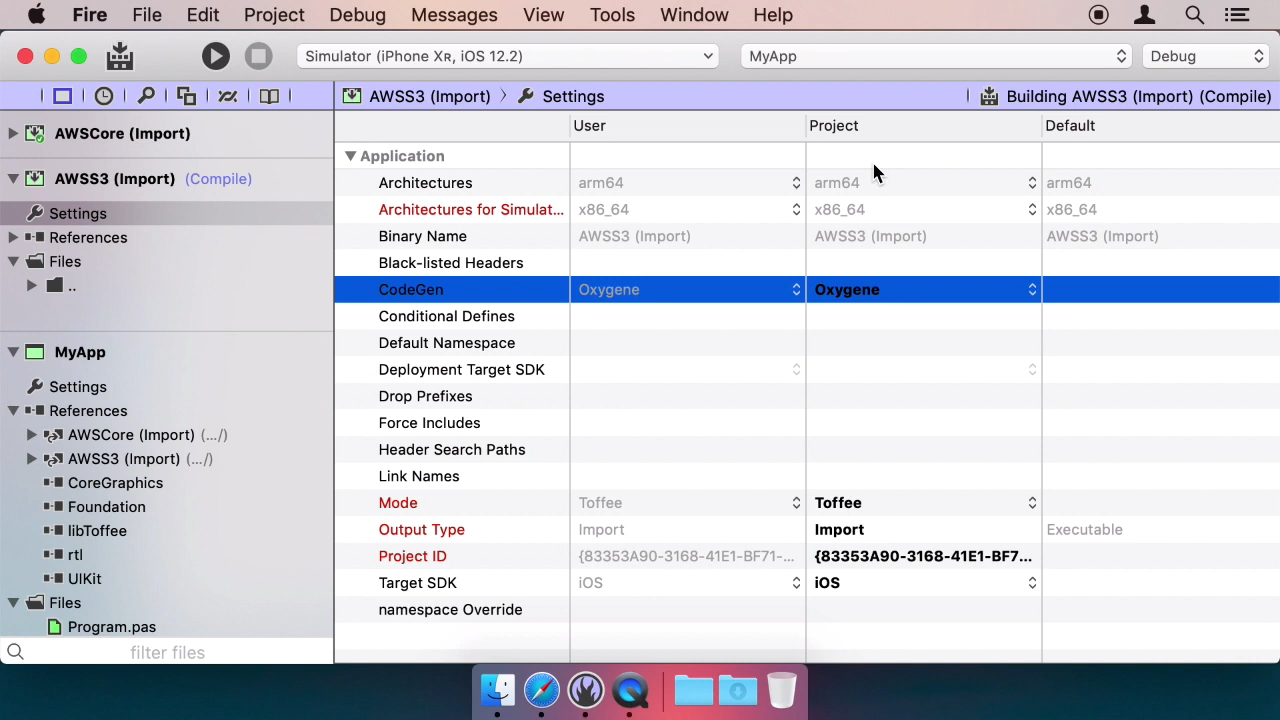 Fire File Edit Project Debug Messages View Tools Window Help
Simulator (iPhone XR, iOS 12.2) MyApp Debug
AWSS3 (Import) Settings Building AWSS3 (Import) (Compile)
AWSCore (Import)
AWSS3 (Import) (Compile)
Settings
References
Files
..
MyApp
Settings
References
AWSCore (Import) (.../)
AWSS3 (Import) (.../)
CoreGraphics
Foundation
libToffee
rtl
UIKit
Files
Program.pas
filter files
User Project Default
Application
Architectures arm64 arm64 arm64
Architectures for Simulat... x86_64 x86_64 x86_64
Binary Name AWSS3 (Import) AWSS3 (Import) AWSS3 (Import)
Black-listed Headers
CodeGen Oxygene Oxygene
Conditional Defines
Default Namespace
Deployment Target SDK
Drop Prefixes
Force Includes
Header Search Paths
Link Names
Mode Toffee Toffee
Output Type Import Import Executable
Project ID {83353A90-3168-41E1-BF71-... {83353A90-3168-41E1-BF7...
Target SDK iOS iOS
namespace Override